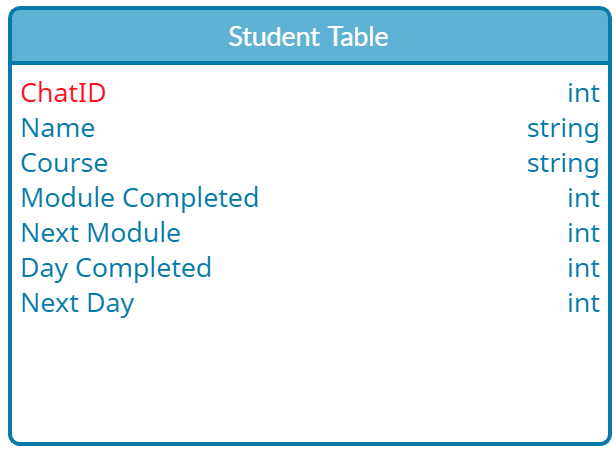 Student Table
ChatID int
Name string
Course string
Module Completed int
Next Module int
Day Completed int
Next Day int